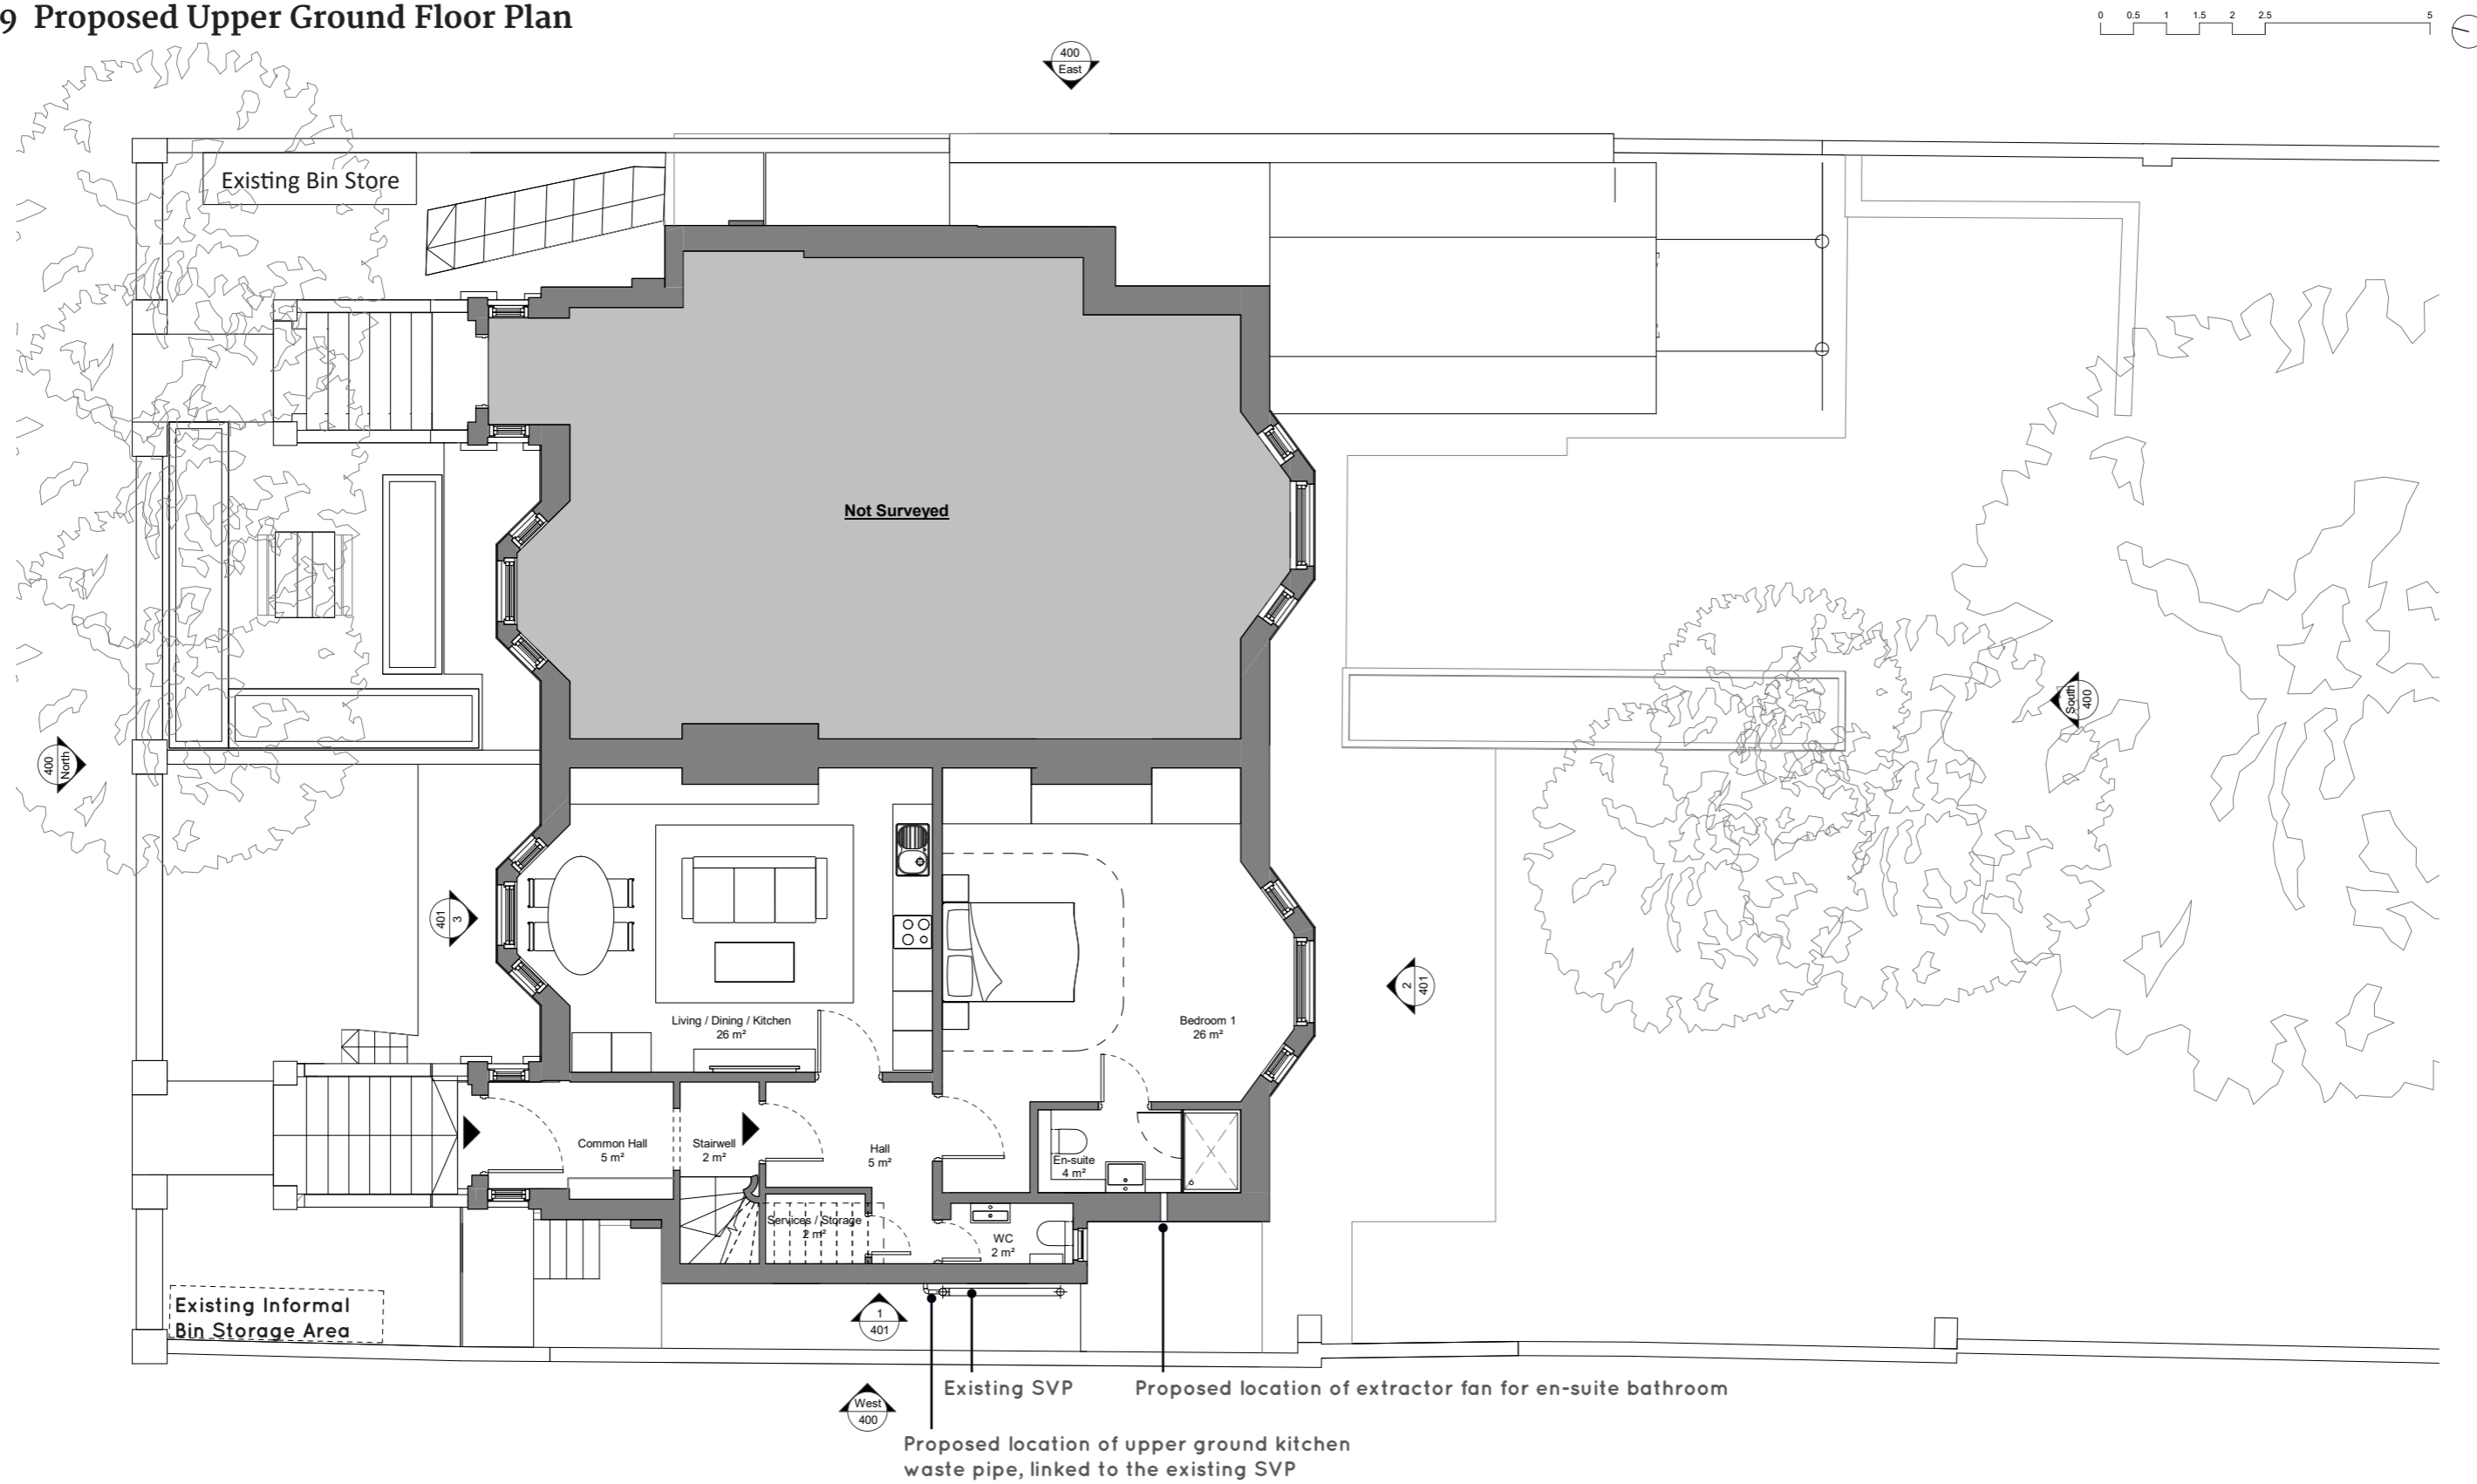 9 Proposed Upper Ground Floor Plan
0 0.5 1 1.5 2 2.5 5
400
East
Existing Bin Store
Not Surveyed
South
400
400
North
401
3
2
401
Living / Dining / Kitchen
26 m²
Bedroom 1
26 m²
Common Hall
5 m²
Stairwell
2 m²
Hall
5 m²
En-suite
4 m²
Services / Storage
2 m²
WC
2 m²
Existing Informal
Bin Storage Area
1
401
West
400
Existing SVP
Proposed location of extractor fan for en-suite bathroom
Proposed location of upper ground kitchen
waste pipe, linked to the existing SVP